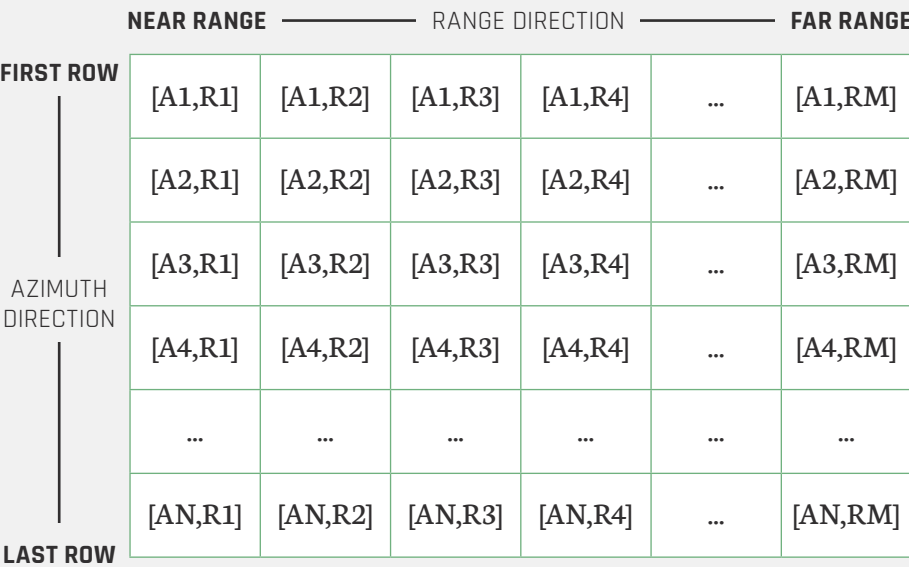 NEAR RANGE RANGE DIRECTION FAR RANGE
FIRST ROW
[A1,R1] [A1,R2] [A1,R3] [A1,R4] ... [A1,RM]
[A2,R1] [A2,R2] [A2,R3] [A2,R4] ... [A2,RM]
[A3,R1] [A3,R2] [A3,R3] [A3,R4] ... [A3,RM]
AZIMUTH
DIRECTION
[A4,R1] [A4,R2] [A4,R3] [A4,R4] ... [A4,RM]
... ... ... ... ... ...
[AN,R1] [AN,R2] [AN,R3] [AN,R4] ... [AN,RM]
LAST ROW